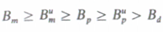 B_m ≥ B_m^u ≥ B_p ≥ B_p^u > B_d